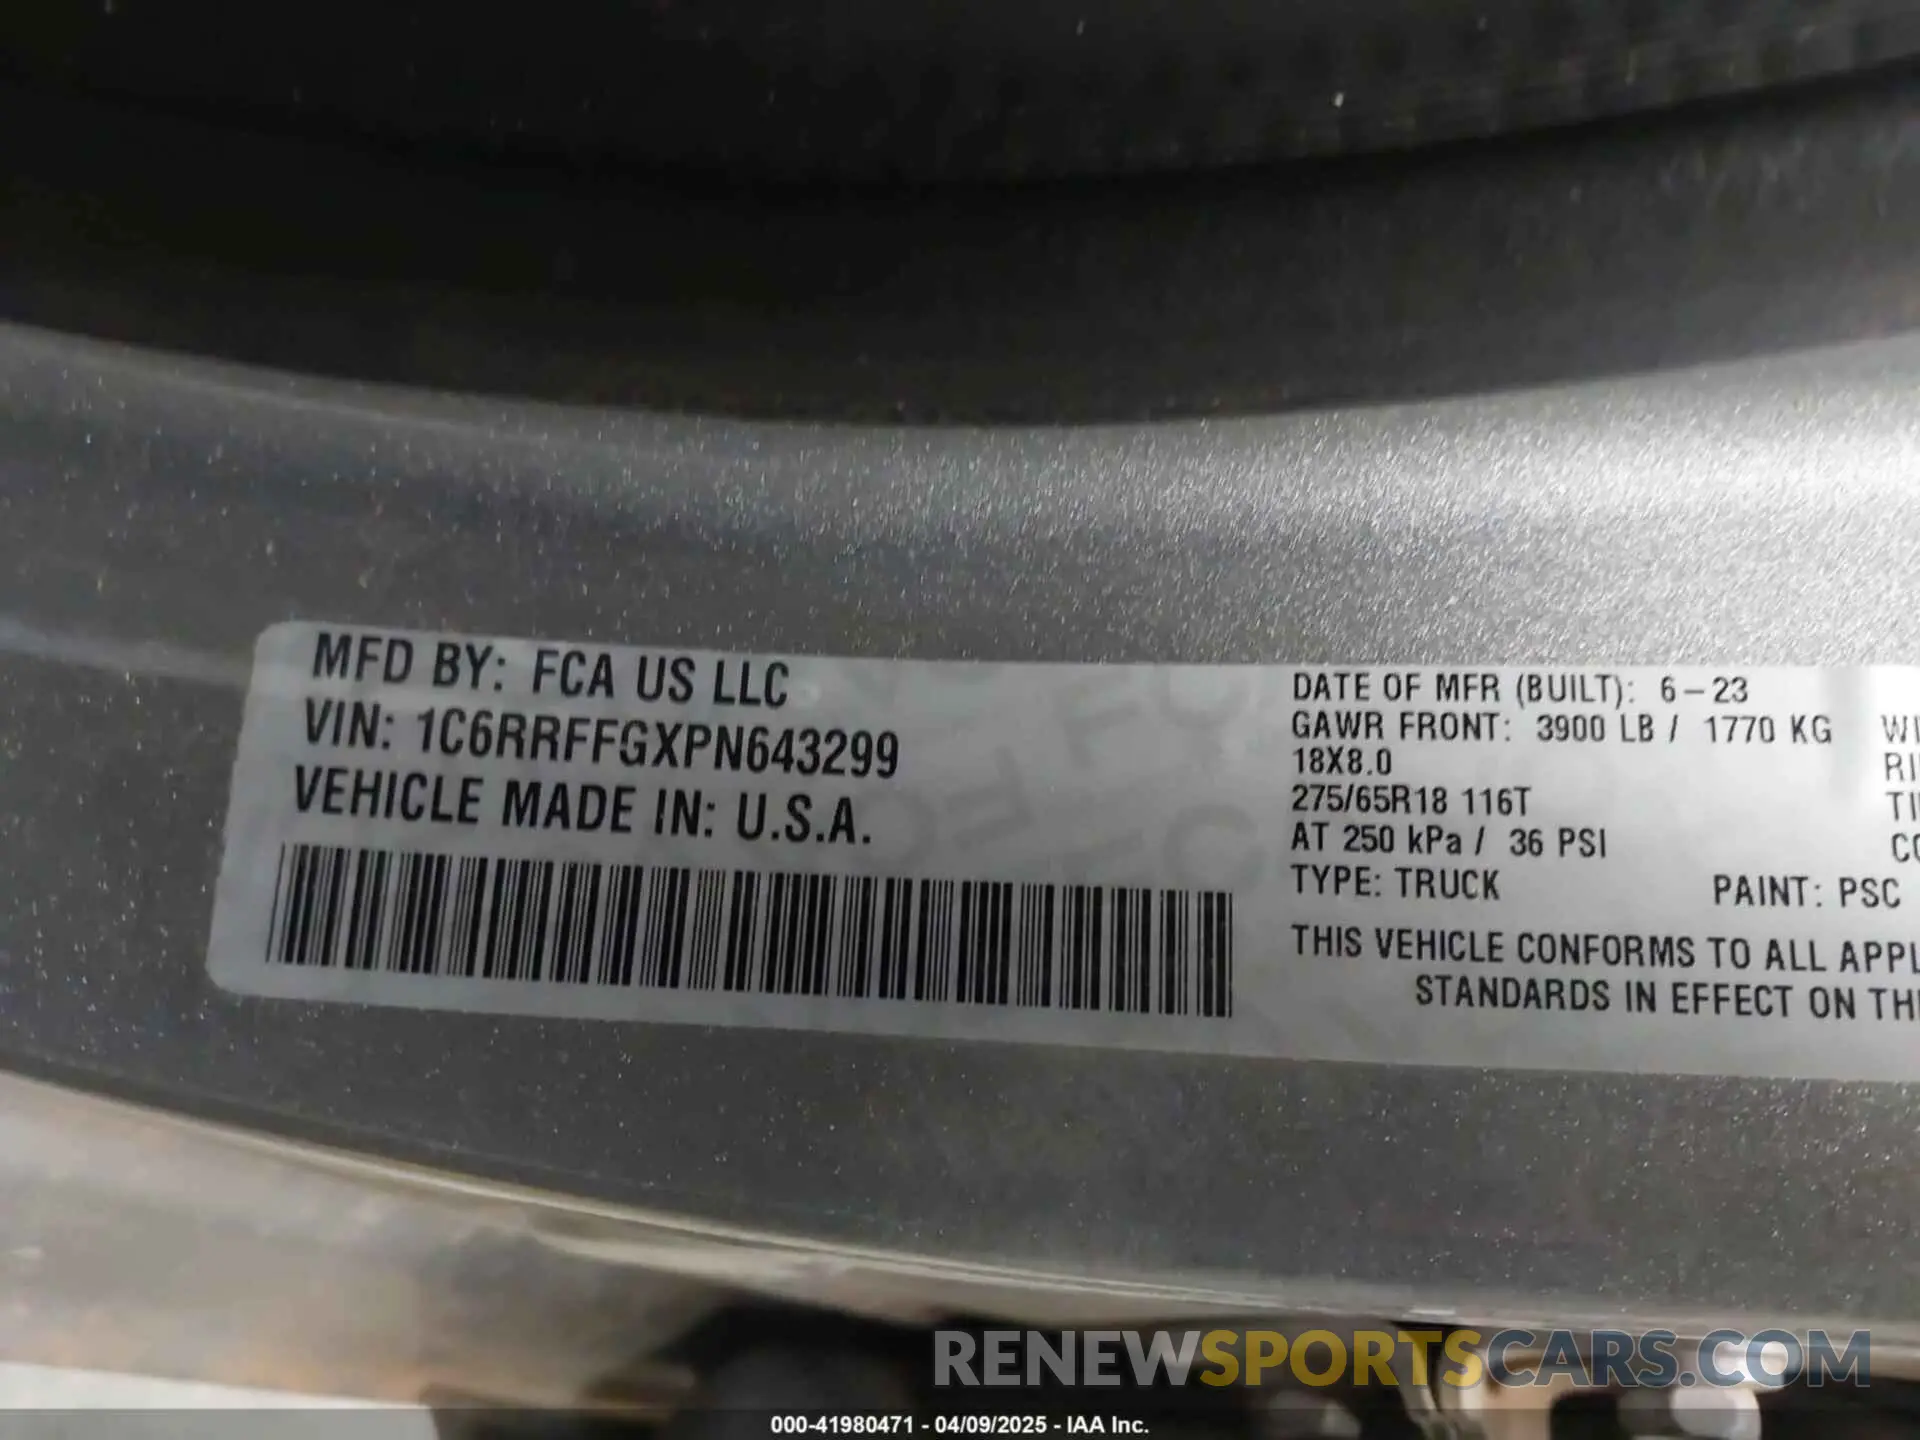 MFD BY: FCA US LLC
VIN: 1C6RRFFGXPN643299
VEHICLE MADE IN: U.S.A.
DATE OF MFR (BUILT): 6-23
GAWR FRONT: 3900 LB / 1770 KG
18X8.0
275/65R18 116T
AT 250 kPa / 36 PSI
TYPE: TRUCK PAINT: PSC
THIS VEHICLE CONFORMS TO ALL
STANDARDS IN EFFECT ON
RENEWSPORTSCARS.COM
000-41980471 - 04/09/2025 - IAA Inc.